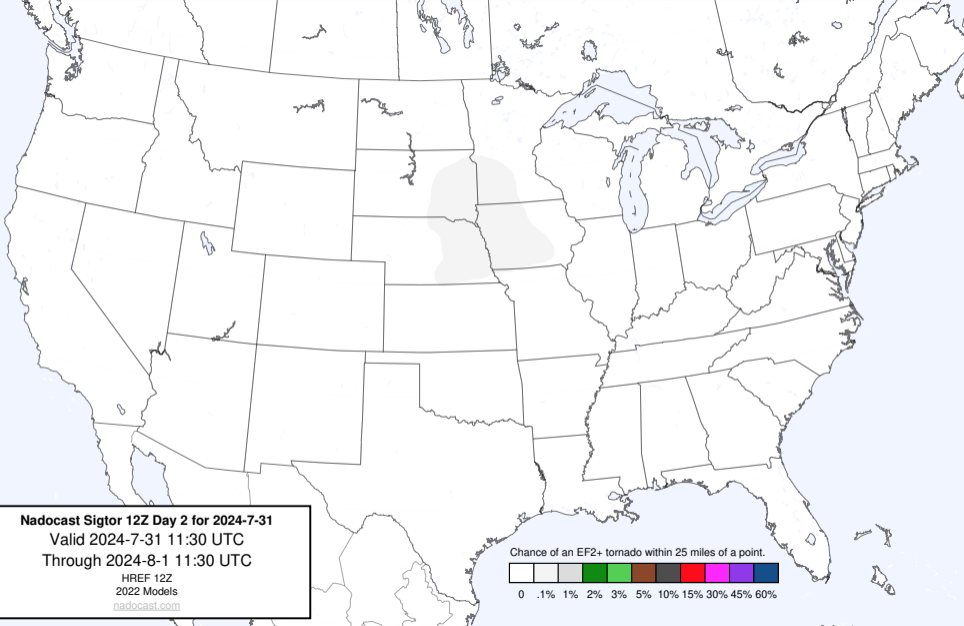 Nadocast Sigtor 12Z Day 2 for 2024-7-31
Valid 2024-7-31 11:30 UTC
Through 2024-8-1 11:30 UTC
HREF 12Z
2022 Models
nadocast.com
Chance of an EF2+ tornado within 25 miles of a point.
0 .1% 1% 2% 3% 5% 10% 15% 30% 45% 60%